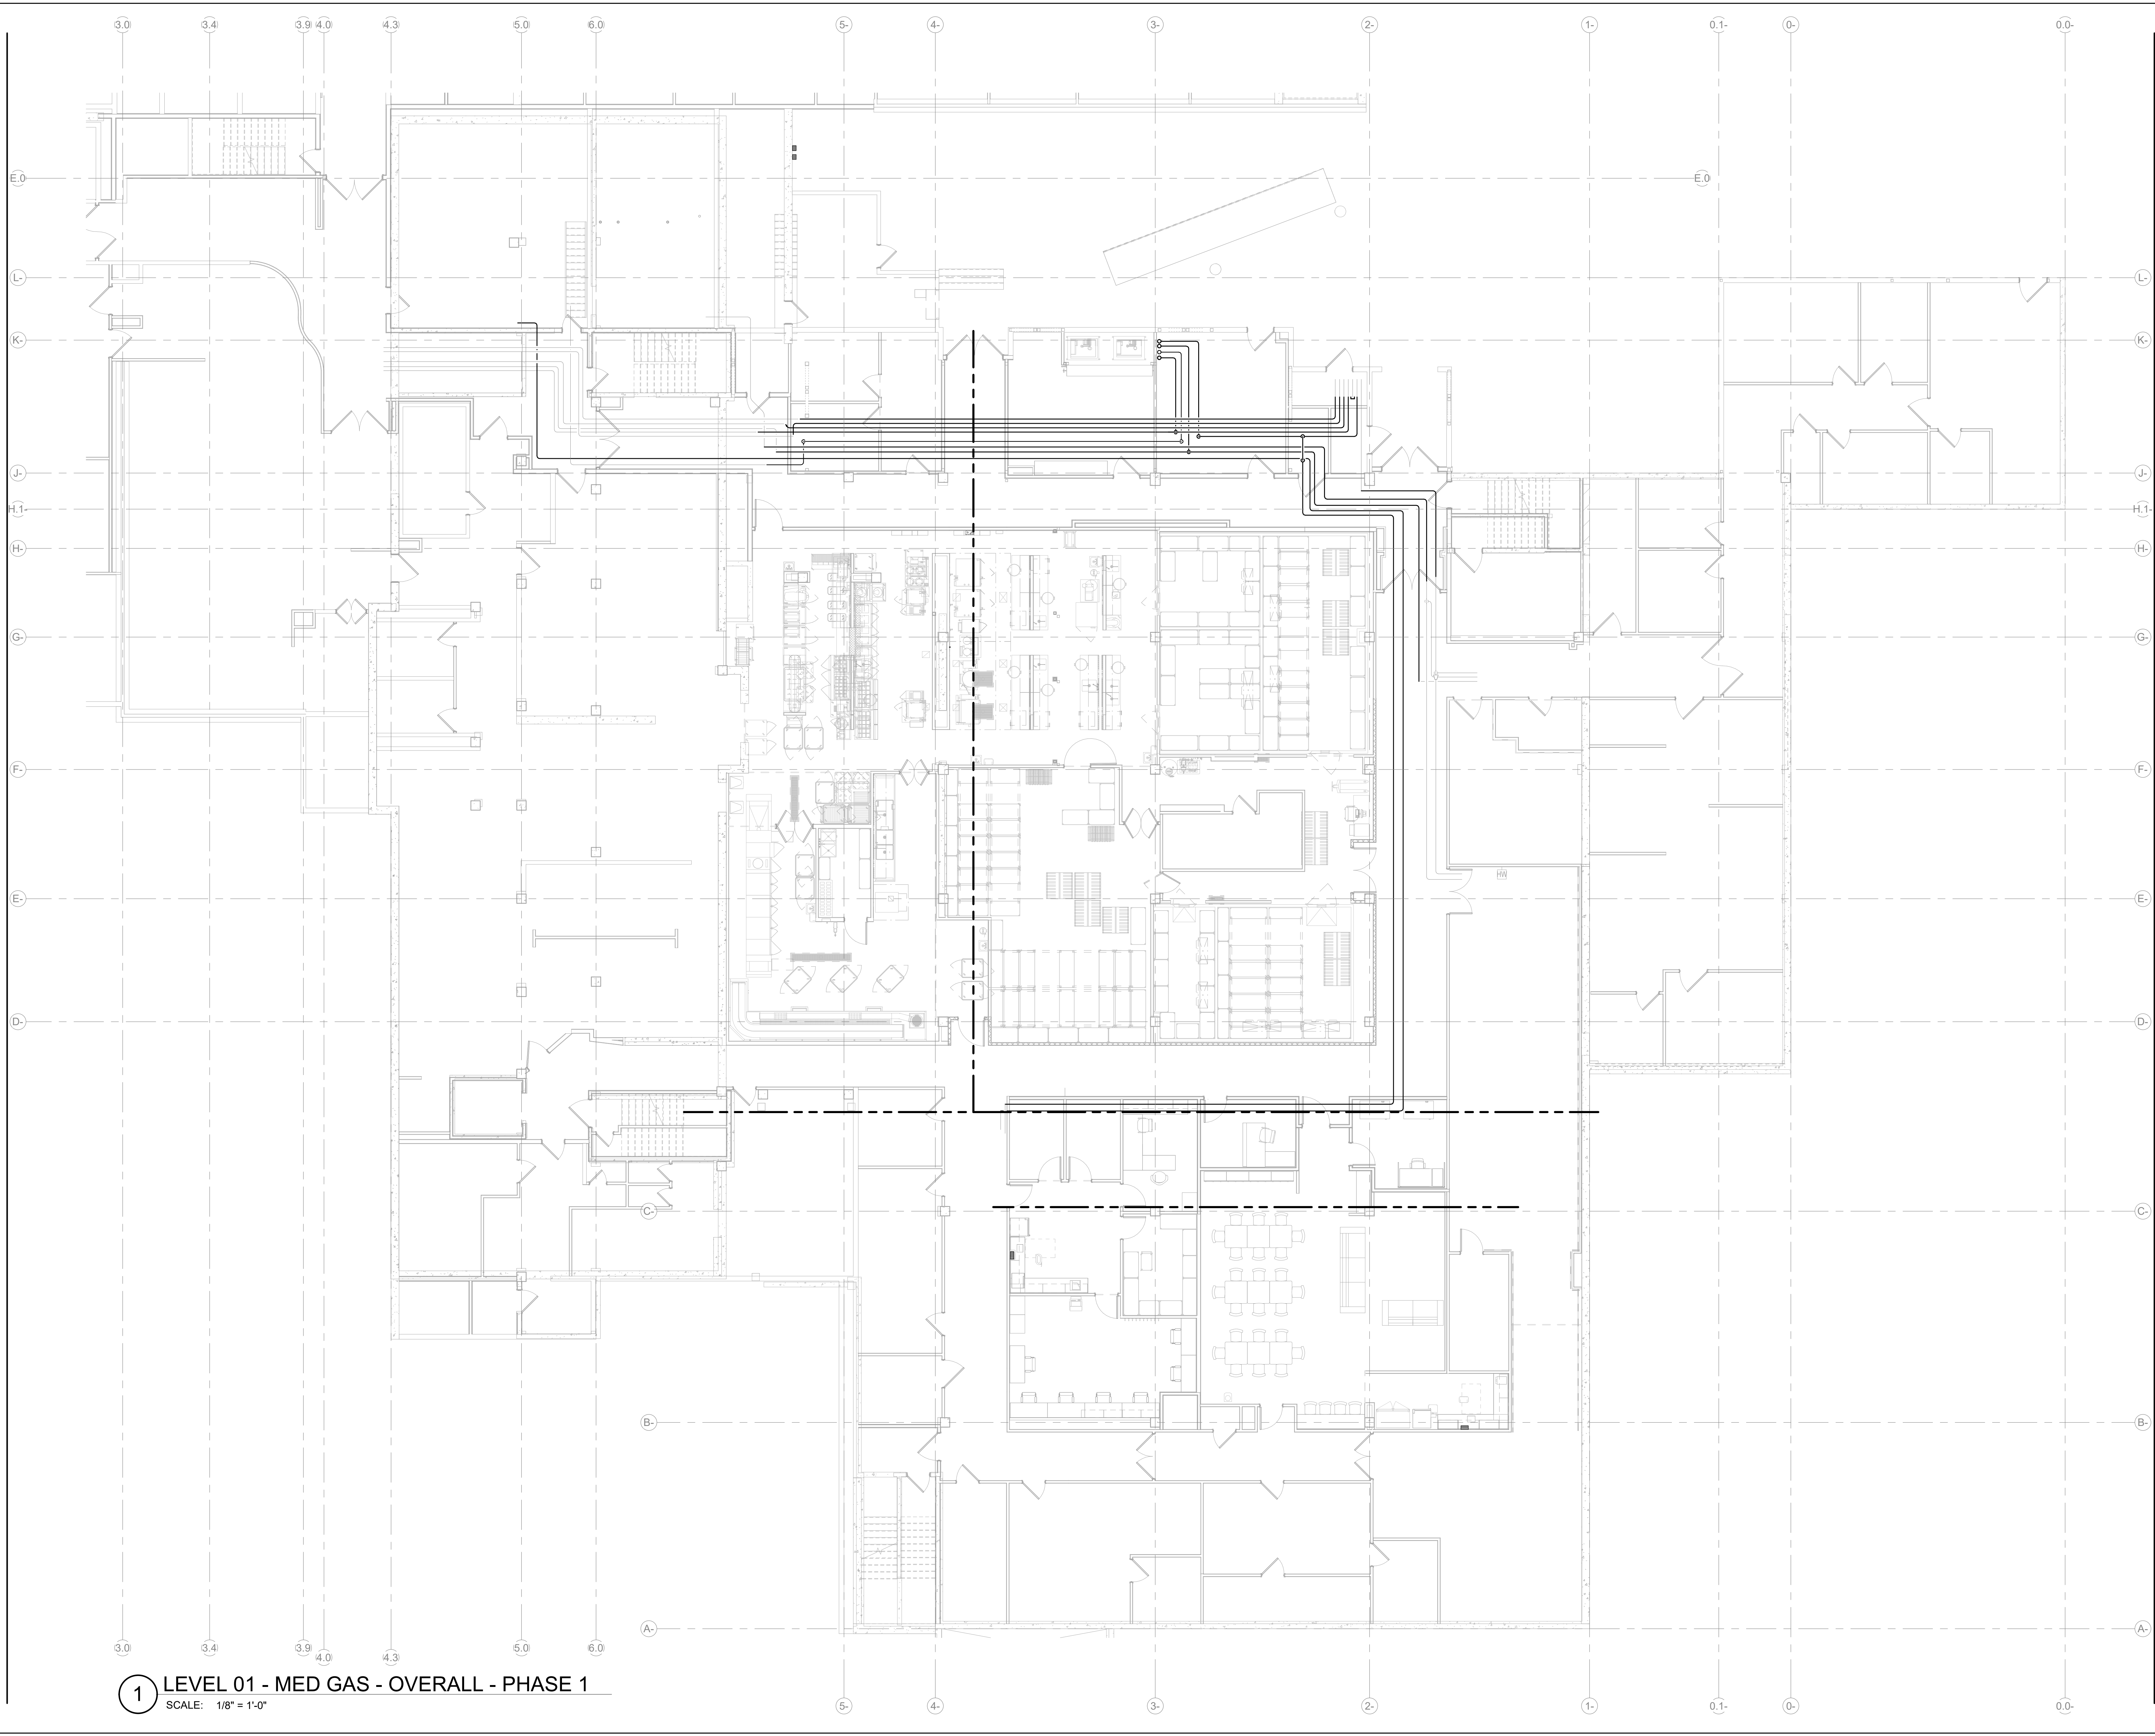 3.0 3.4 3.9 4.0 4.3 5.0 6.0 5- 4- 3- 2- 1- 0.1- 0- 0.0-
E.0 E.0
L- L-
K- K-
J- J-
H.1- H.1-
H- H-
G- G-
F- F-
E- E-
D- D-
C- C-
B- B-
A- A-
3.0 3.4 3.9 4.0 4.3 5.0 6.0
1 LEVEL 01 - MED GAS - OVERALL - PHASE 1
SCALE: 1/8" = 1'-0"
5- 4- 3- 2- 1- 0.1- 0- 0.0-